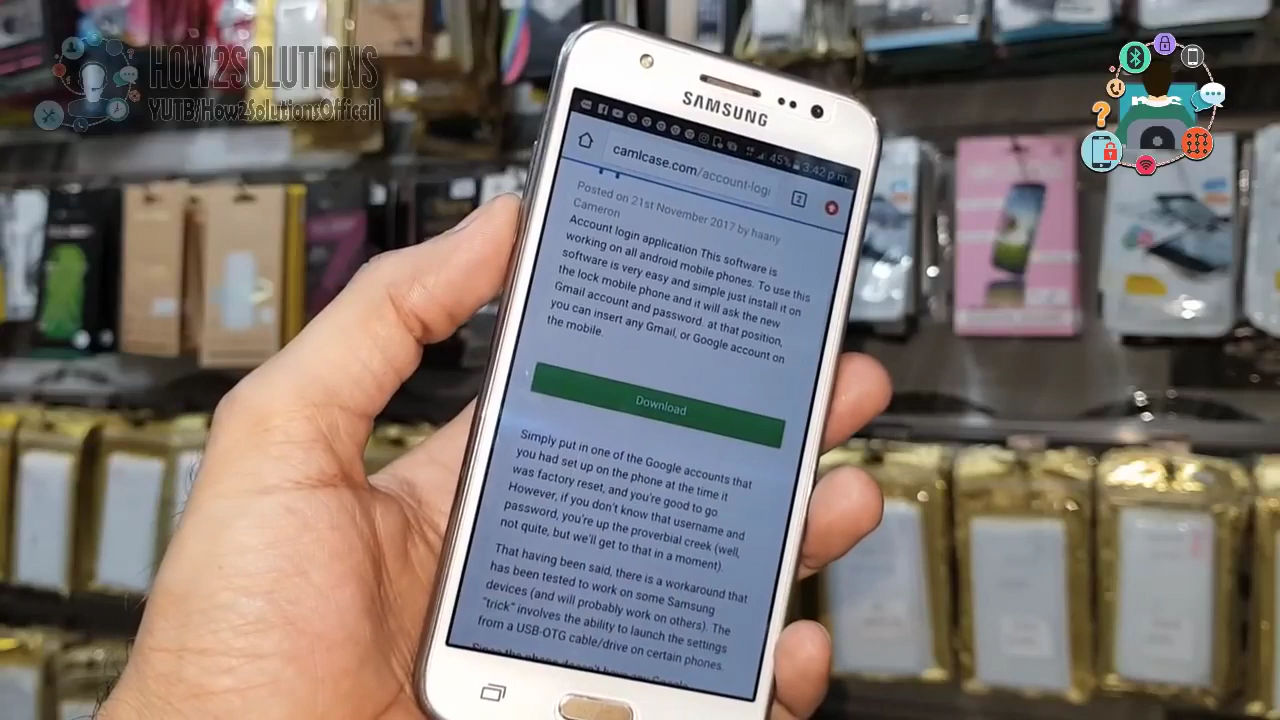 HOW2SOLUTIONS
YUTB/How2SolutionsOffcail
SAMSUNG
45% 3:42 p.m.
camlcase.com/account-logi
2
Posted on 21st November 2017 by haany
Cameron
Account login application This software is
working on all android mobile phones. To use this
software is very easy and simple just install it on
the lock mobile phone and it will ask the new
Gmail account and password. at that position,
you can insert any Gmail, or Google account on
the mobile.
Download
Simply put in one of the Google accounts that
you had set up on the phone at the time it
was factory reset, and you're good to go.
However, if you don't know that username and
password, you're up the proverbial creek (well,
not quite, but we'll get to that in a moment).
That having been said, there is a workaround that
has been tested to work on some Samsung
devices (and will probably work on others). The
"trick" involves the ability to launch the settings
from a USB-OTG cable/drive on certain phones.